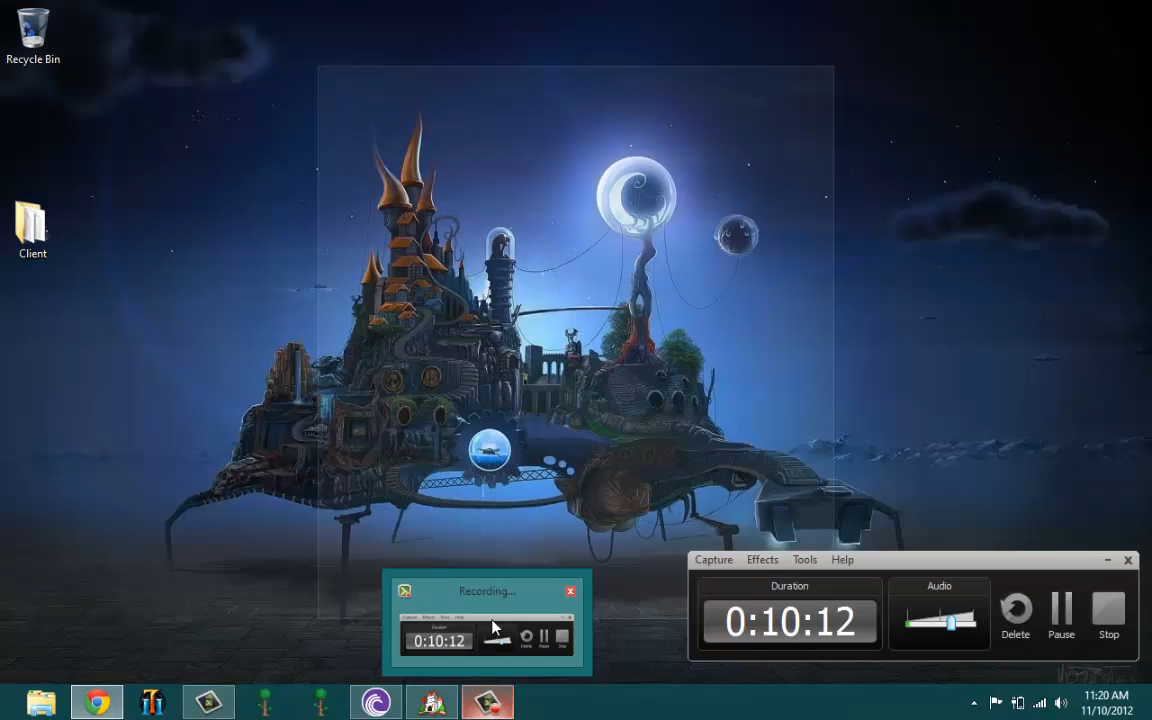 Recycle Bin
Client
Capture Effects Tools Help
Duration
0:10:12
Audio
Delete Pause Stop
Recording...
Duration
0:10:12
11:20 AM
11/10/2012